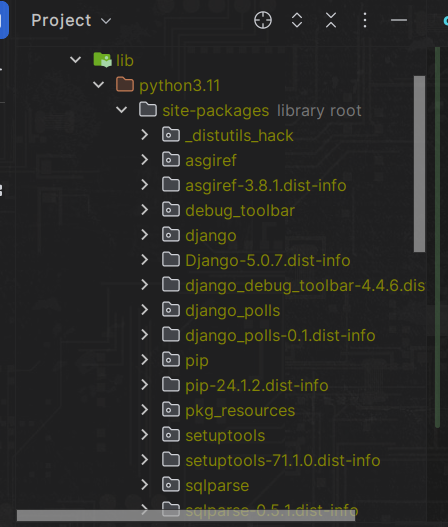 Project
lib
python3.11
site-packages library root
_distutils_hack
asgiref
asgiref-3.8.1.dist-info
debug_toolbar
django
Django-5.0.7.dist-info
django_debug_toolbar-4.4.6.dis
django_polls
django_polls-0.1.dist-info
pip
pip-24.1.2.dist-info
pkg_resources
setuptools
setuptools-71.1.0.dist-info
sqlparse
sqlparse-0.5.1.dist-info